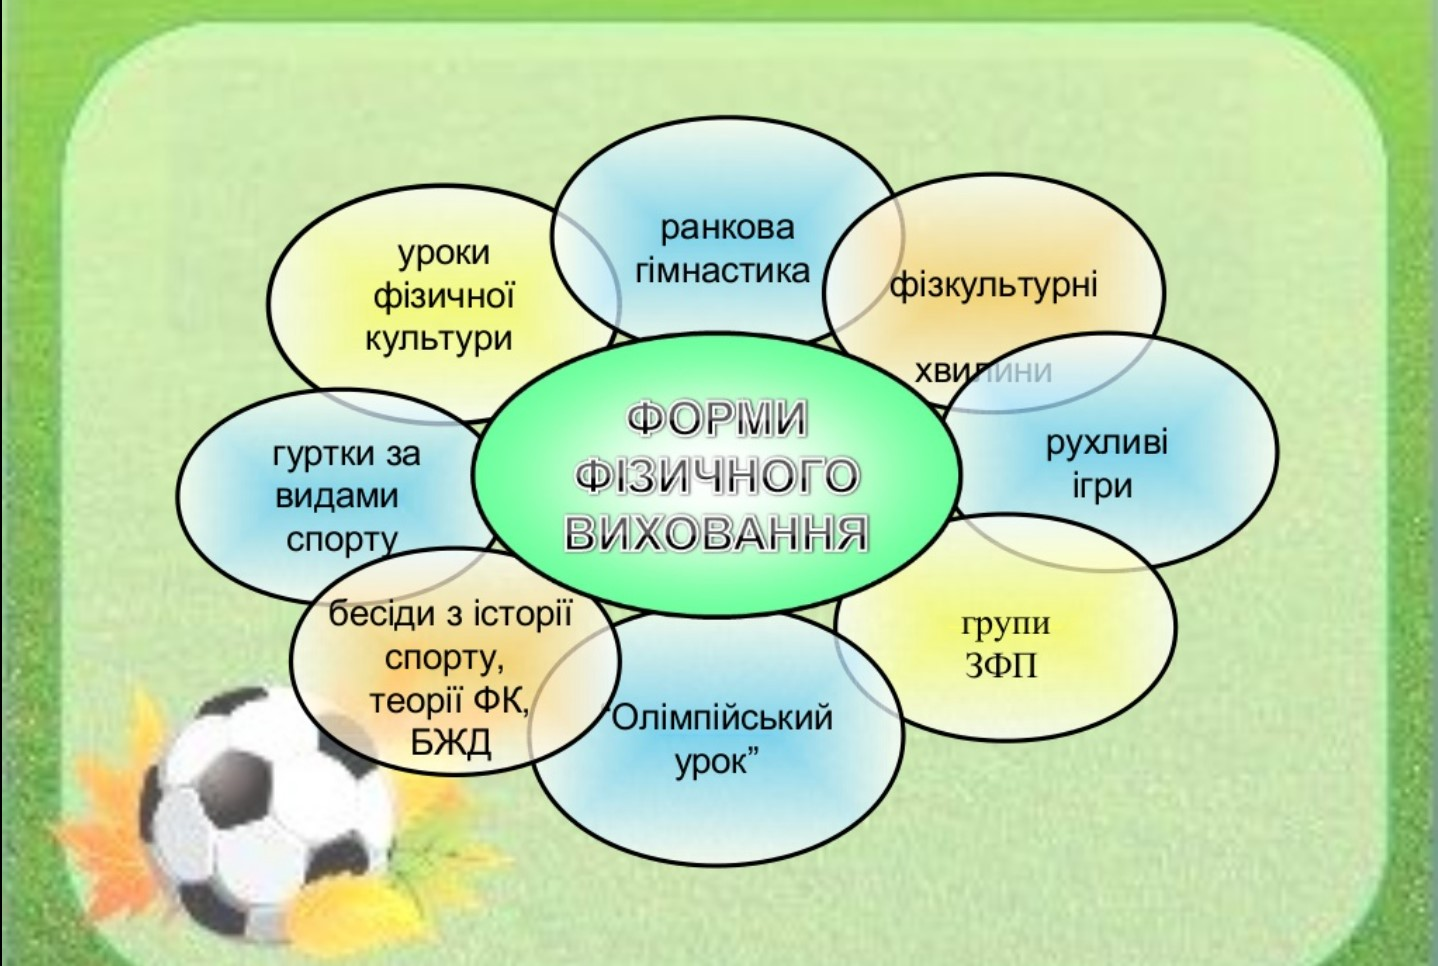 ранкова
гімнастика
уроки
фізичної
культури
фізкультурні
хвилини
ФОРМИ
ФІЗИЧНОГО
ВИХОВАННЯ
гуртки за
видами
спорту
рухливі
ігри
бесіди з історії
спорту,
теорії ФК,
БЖД
групи
ЗФП
“Олімпійський
урок”